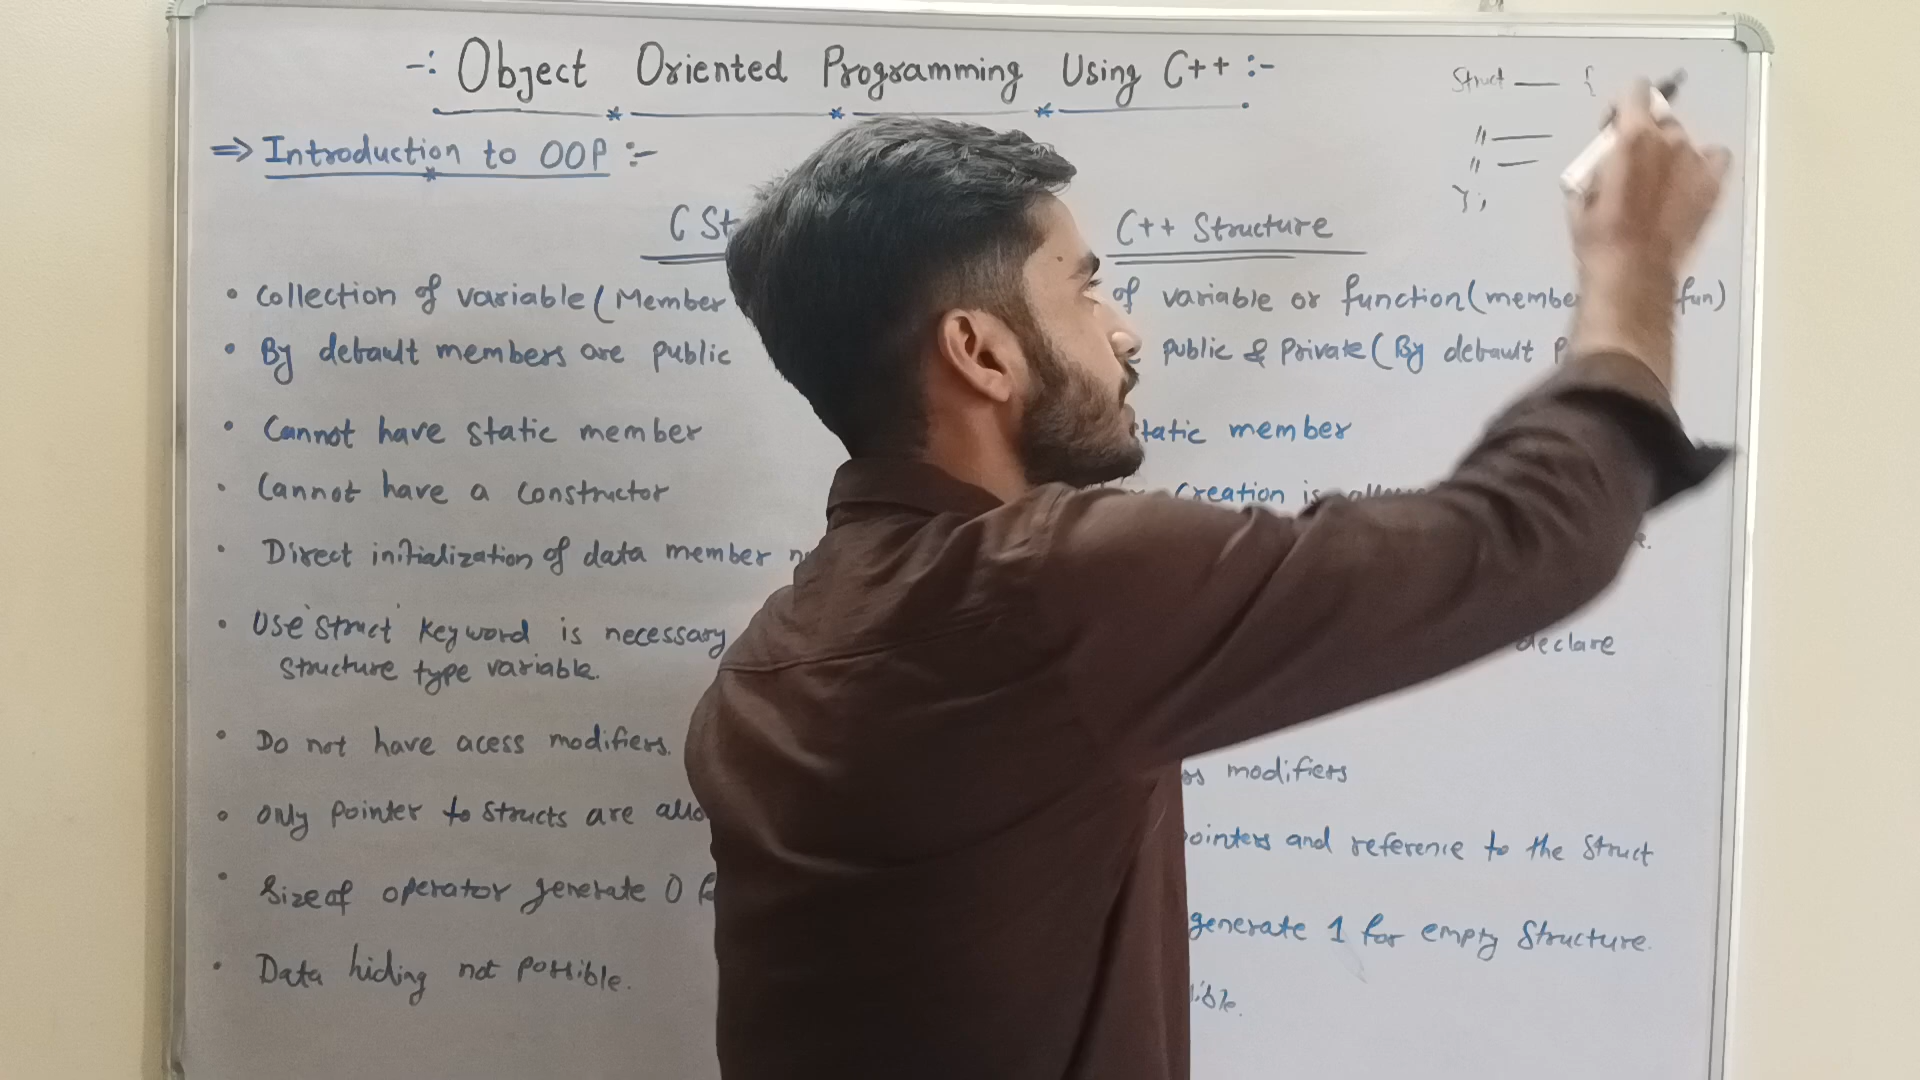 -: Object Oriented Programming Using C++ :-
Struct — {
" —
" —
};
⇒ Introduction to OOP :-
C St
C++ Structure
• Collection of variable (Member
of variable or function (membe fun)
• By debault members are public
public & Private (By debault P
• Cannot have static member
tatic member
• Cannot have a constructor
Creation is
• Direct initialization of data member
• Use 'struct' keyword is necessary
structure type variable.
declare
• Do not have acess modifiers.
ss modifiers
• Only pointer to structs are allo
pointers and reference to the Struct
• Sizeof operator generate 0 f
generate 1 for empty Structure.
• Data hiding not possible.
ible.